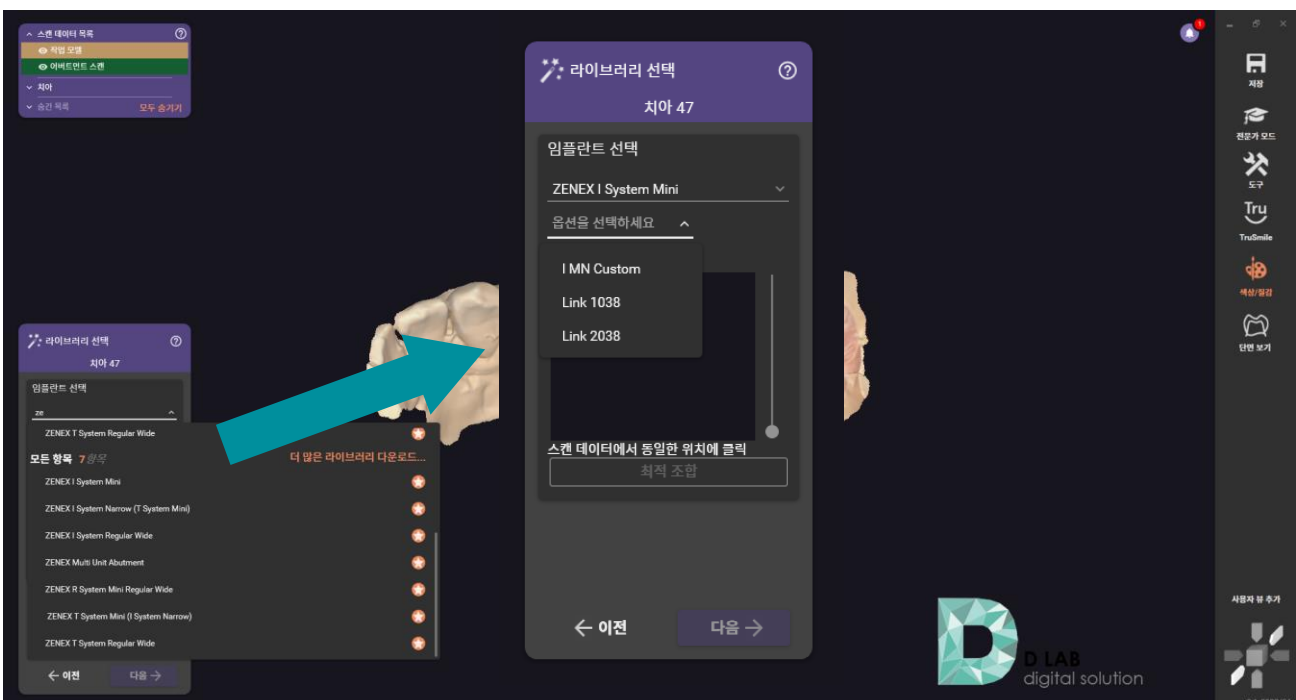 스캔 데이터 목록
작업 모델
어버트먼트 스캔
치아
숨긴 목록 모두 숨기기
라이브러리 선택
치아 47
임플란트 선택
ze
ZENEX T System Regular Wide
모든 항목 7항목
더 많은 라이브러리 다운로드...
ZENEX I System Mini
ZENEX I System Narrow (T System Mini)
ZENEX I System Regular Wide
ZENEX Multi Unit Abutment
ZENEX R System Mini Regular Wide
ZENEX T System Mini (I System Narrow)
ZENEX T System Regular Wide
이전 다음
라이브러리 선택
치아 47
임플란트 선택
ZENEX I System Mini
옵션을 선택하세요
I MN Custom
Link 1038
Link 2038
스캔 데이터에서 동일한 위치에 클릭
최적 조합
이전 다음
1
저장
전문가 모드
도구
Tru
TruSmile
색상/질감
단면 보기
사용자 뷰 추가
D LAB
digital solution